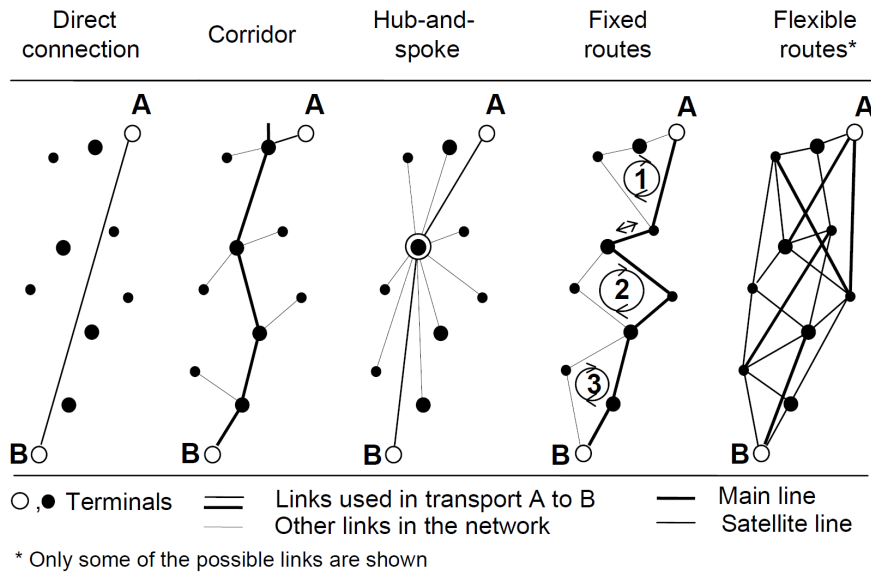 Direct connection
Corridor
Hub-and-spoke
Fixed routes
Flexible routes*
A
A
A
A
A
1
2
3
B
B
B
B
B
○ ,● Terminals
Links used in transport A to B
Other links in the network
Main line
Satellite line
* Only some of the possible links are shown